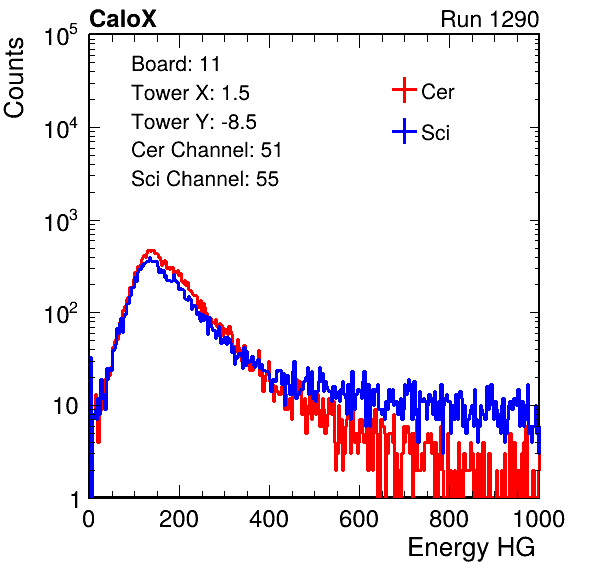 CaloX Run 1290
Counts
Board: 11
Tower X: 1.5
Tower Y: -8.5
Cer Channel: 51
Sci Channel: 55
Cer
Sci
10^5
10^4
10^3
10^2
10
1
0 200 400 600 800 1000
Energy HG